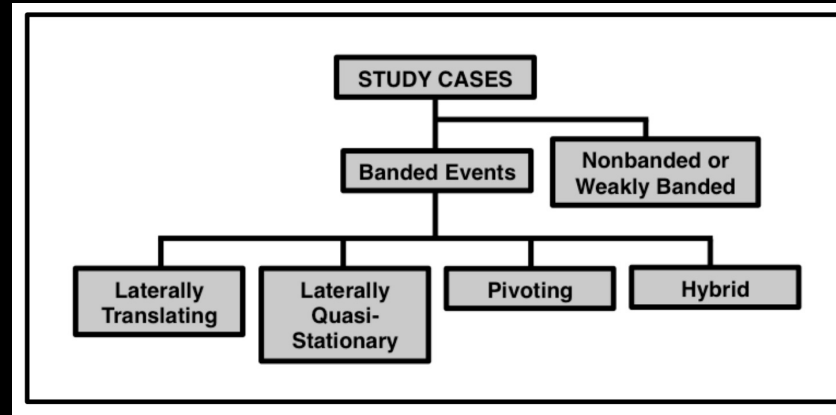 STUDY CASES
Banded Events
Nonbanded or
Weakly Banded
Laterally
Translating
Laterally
Quasi-
Stationary
Pivoting
Hybrid